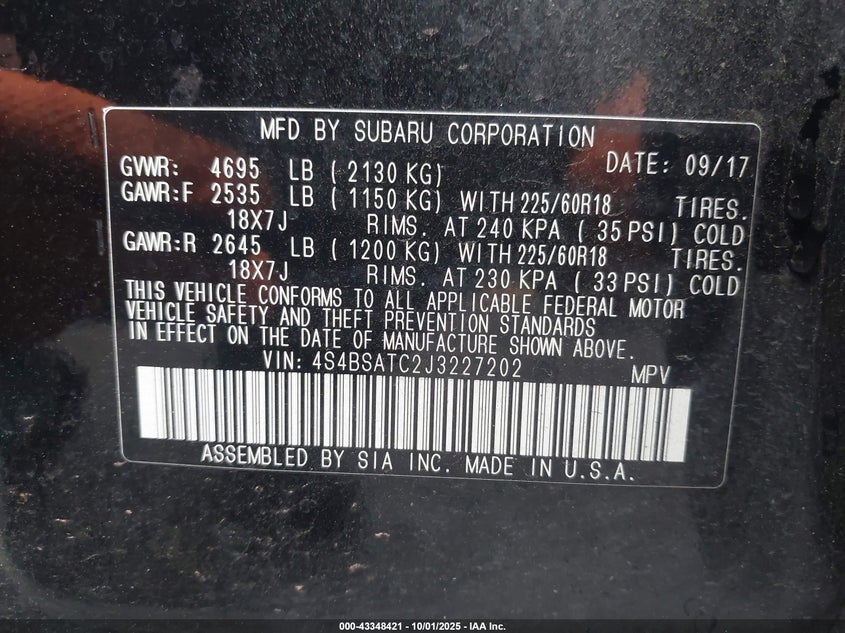 MFD BY SUBARU CORPORATION
GVWR: 4695 LB ( 2130 KG) DATE: 09/17
GAWR:F 2535 LB ( 1150 KG) WITH 225/60R18 TIRES.
18X7J RIMS. AT 240 KPA ( 35 PSI) COLD
GAWR:R 2645 LB ( 1200 KG) WITH 225/60R18 TIRES.
18X7J RIMS. AT 230 KPA ( 33 PSI) COLD
THIS VEHICLE CONFORMS TO ALL APPLICABLE FEDERAL MOTOR
VEHICLE SAFETY AND THEFT PREVENTION STANDARDS
IN EFFECT ON THE DATE OF MANUFACTURE SHOWN ABOVE.
VIN: 4S4BSATC2J3227202 MPV
ASSEMBLED BY SIA INC. MADE IN U.S.A.
000-43348421 - 10/01/2025 - IAA Inc.